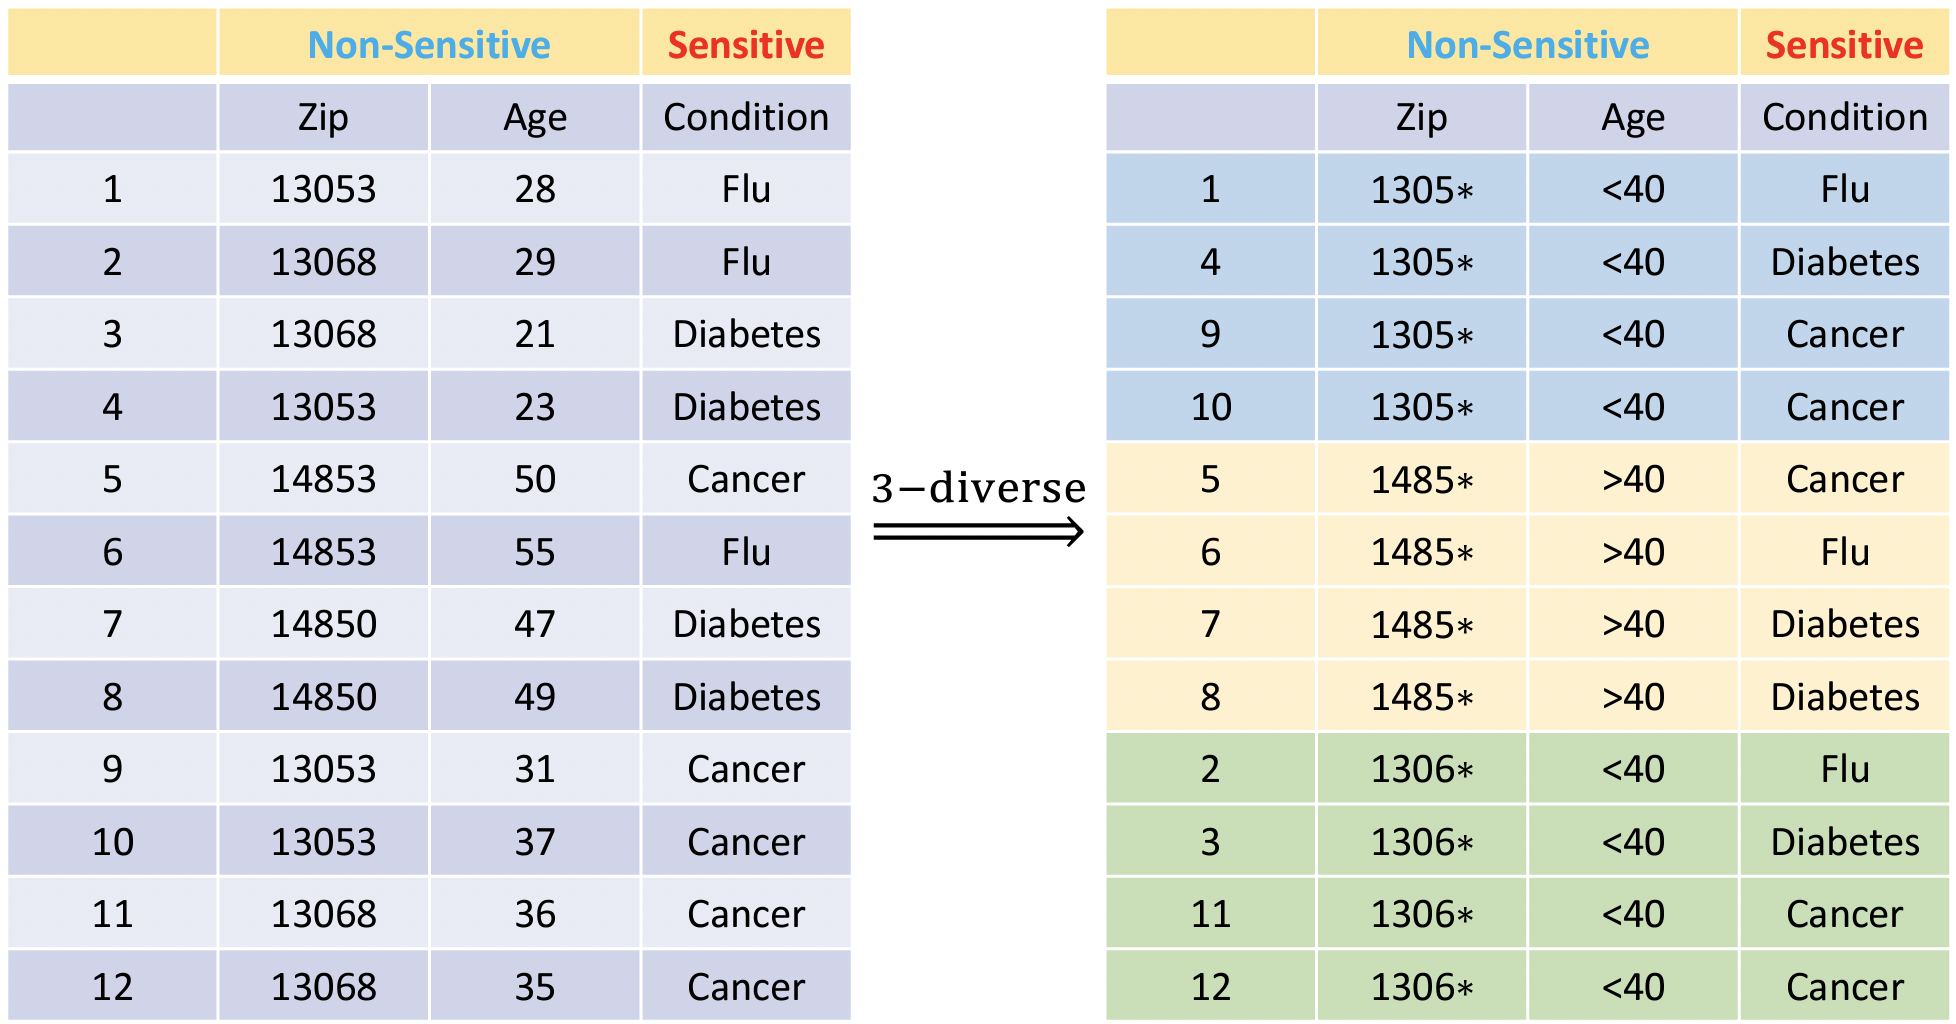 Non-Sensitive Sensitive
Zip Age Condition
1 13053 28 Flu
2 13068 29 Flu
3 13068 21 Diabetes
4 13053 23 Diabetes
5 14853 50 Cancer
6 14853 55 Flu
7 14850 47 Diabetes
8 14850 49 Diabetes
9 13053 31 Cancer
10 13053 37 Cancer
11 13068 36 Cancer
12 13068 35 Cancer
3−diverse
Non-Sensitive Sensitive
Zip Age Condition
1 1305* <40 Flu
4 1305* <40 Diabetes
9 1305* <40 Cancer
10 1305* <40 Cancer
5 1485* >40 Cancer
6 1485* >40 Flu
7 1485* >40 Diabetes
8 1485* >40 Diabetes
2 1306* <40 Flu
3 1306* <40 Diabetes
11 1306* <40 Cancer
12 1306* <40 Cancer